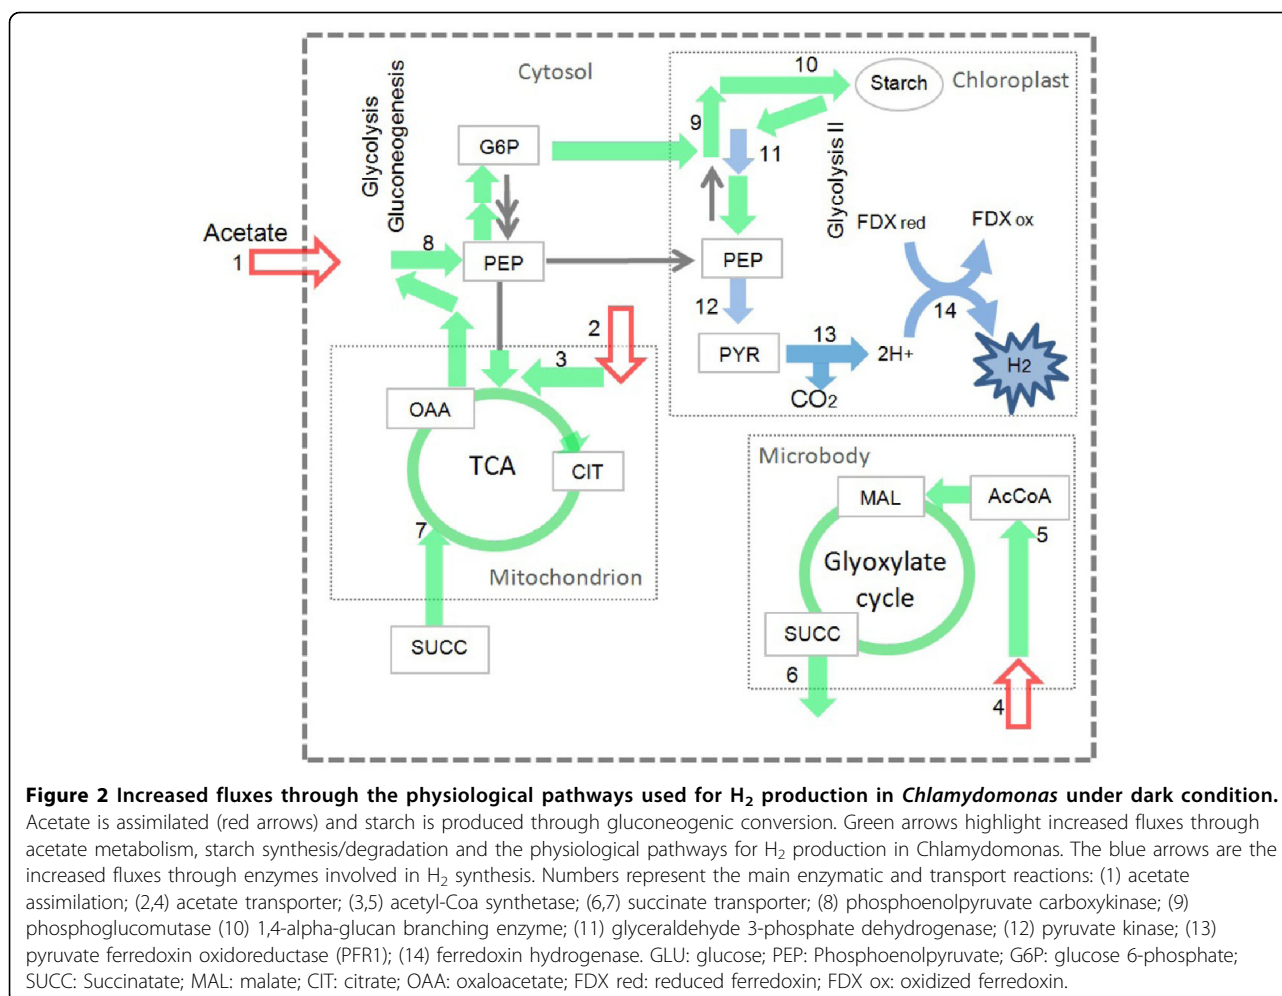 Cytosol
10
Starch
Chloroplast
Glycolysis
Gluconeogenesis
9
G6P
11
Glycolysis II
FDX red
FDX ox
Acetate
1
8
PEP
PEP
12
2
14
13
3
PYR
2H+
H2
CO2
OAA
Microbody
TCA
CIT
MAL
AcCoA
7
5
Glyoxylate
cycle
Mitochondrion
SUCC
SUCC
6
4
Figure 2 Increased fluxes through the physiological pathways used for H2 production in Chlamydomonas under dark condition.
Acetate is assimilated (red arrows) and starch is produced through gluconeogenic conversion. Green arrows highlight increased fluxes through
acetate metabolism, starch synthesis/degradation and the physiological pathways for H2 production in Chlamydomonas. The blue arrows are the
increased fluxes through enzymes involved in H2 synthesis. Numbers represent the main enzymatic and transport reactions: (1) acetate
assimilation; (2,4) acetate transporter; (3,5) acetyl-Coa synthetase; (6,7) succinate transporter; (8) phosphoenolpyruvate carboxykinase; (9)
phosphoglucomutase (10) 1,4-alpha-glucan branching enzyme; (11) glyceraldehyde 3-phosphate dehydrogenase; (12) pyruvate kinase; (13)
pyruvate ferredoxin oxidoreductase (PFR1); (14) ferredoxin hydrogenase. GLU: glucose; PEP: Phosphoenolpyruvate; G6P: glucose 6-phosphate;
SUCC: Succinatate; MAL: malate; CIT: citrate; OAA: oxaloacetate; FDX red: reduced ferredoxin; FDX ox: oxidized ferredoxin.